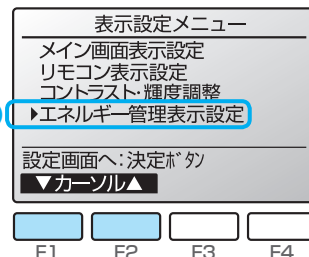 表示設定メニュー
メイン画面表示設定
リモコン表示設定
コントラスト・輝度調整
▶エネルギー管理表示設定
設定画面へ:決定ボタン
▼カーソル▲
F1 F2 F3 F4